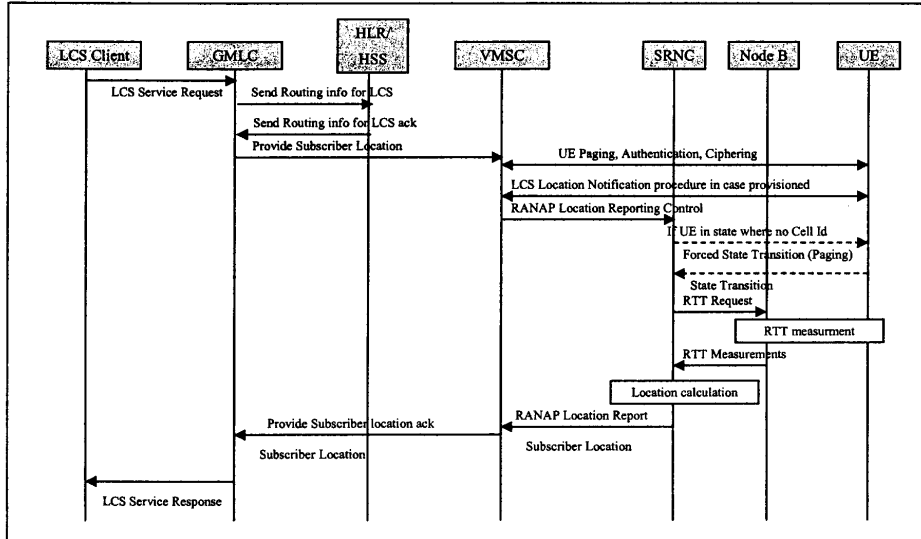 HLR/
HSS
LCS Client
GMLC
VMSC
SRNC
Node B
UE
LCS Service Request
Send Routing info for LCS
Send Routing info for LCS ack
Provide Subscriber Location
UE Paging, Authentication, Ciphering
LCS Location Notification procedure in case provisioned
RANAP Location Reporting Control
If UE in state where no Cell Id
Forced State Transition (Paging)
State Transition
RTT Request
RTT measurment
RTT Measurements
Location calculation
RANAP Location Report
Provide Subscriber location ack
Subscriber Location
Subscriber Location
LCS Service Response